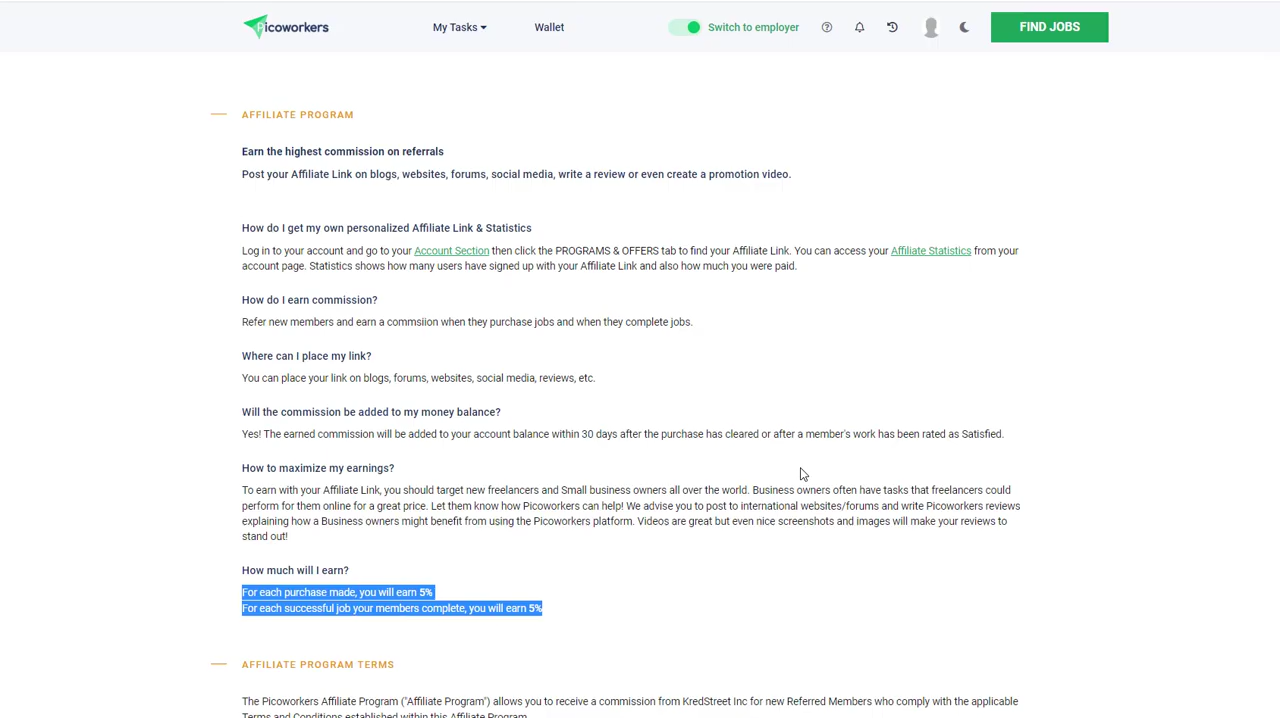 Picoworkers
My Tasks
Wallet
Switch to employer
FIND JOBS
AFFILIATE PROGRAM
Earn the highest commission on referrals
Post your Affiliate Link on blogs, websites, forums, social media, write a review or even create a promotion video.
How do I get my own personalized Affiliate Link & Statistics
Log in to your account and go to your Account Section then click the PROGRAMS & OFFERS tab to find your Affiliate Link. You can access your Affiliate Statistics from your
account page. Statistics shows how many users have signed up with your Affiliate Link and also how much you were paid.
How do I earn commission?
Refer new members and earn a commsiion when they purchase jobs and when they complete jobs.
Where can I place my link?
You can place your link on blogs, forums, websites, social media, reviews, etc.
Will the commission be added to my money balance?
Yes! The earned commission will be added to your account balance within 30 days after the purchase has cleared or after a member's work has been rated as Satisfied.
How to maximize my earnings?
To earn with your Affiliate Link, you should target new freelancers and Small business owners all over the world. Business owners often have tasks that freelancers could
perform for them online for a great price. Let them know how Picoworkers can help! We advise you to post to international websites/forums and write Picoworkers reviews
explaining how a Business owners might benefit from using the Picoworkers platform. Videos are great but even nice screenshots and images will make your reviews to
stand out!
How much will I earn?
For each purchase made, you will earn 5%
For each successful job your members complete, you will earn 5%
AFFILIATE PROGRAM TERMS
The Picoworkers Affiliate Program ("Affiliate Program") allows you to receive a commission from KredStreet Inc for new Referred Members who comply with the applicable
Terms and Conditions established within this Affiliate Program.